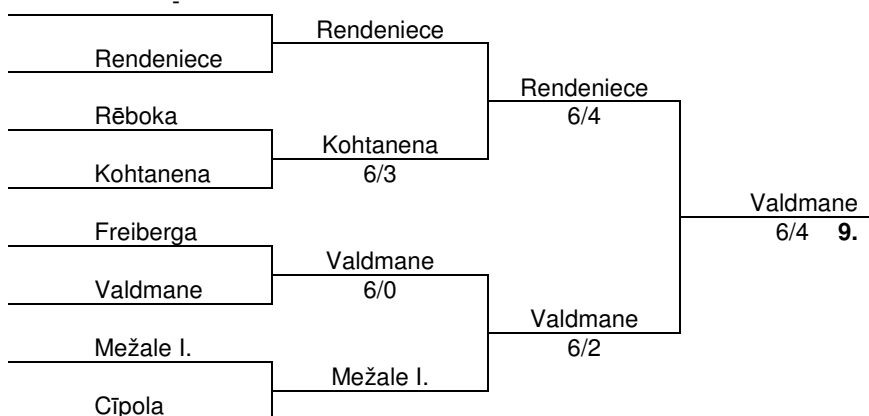 -
Rendeniece
Rendeniece
Rendeniece
6/4
Rēboka
Kohtanena
6/3
Kohtanena
Valdmane
6/4 9.
Freiberga
Valdmane
6/0
Valdmane
Valdmane
6/2
Mežale I.
Mežale I.
Cīpola